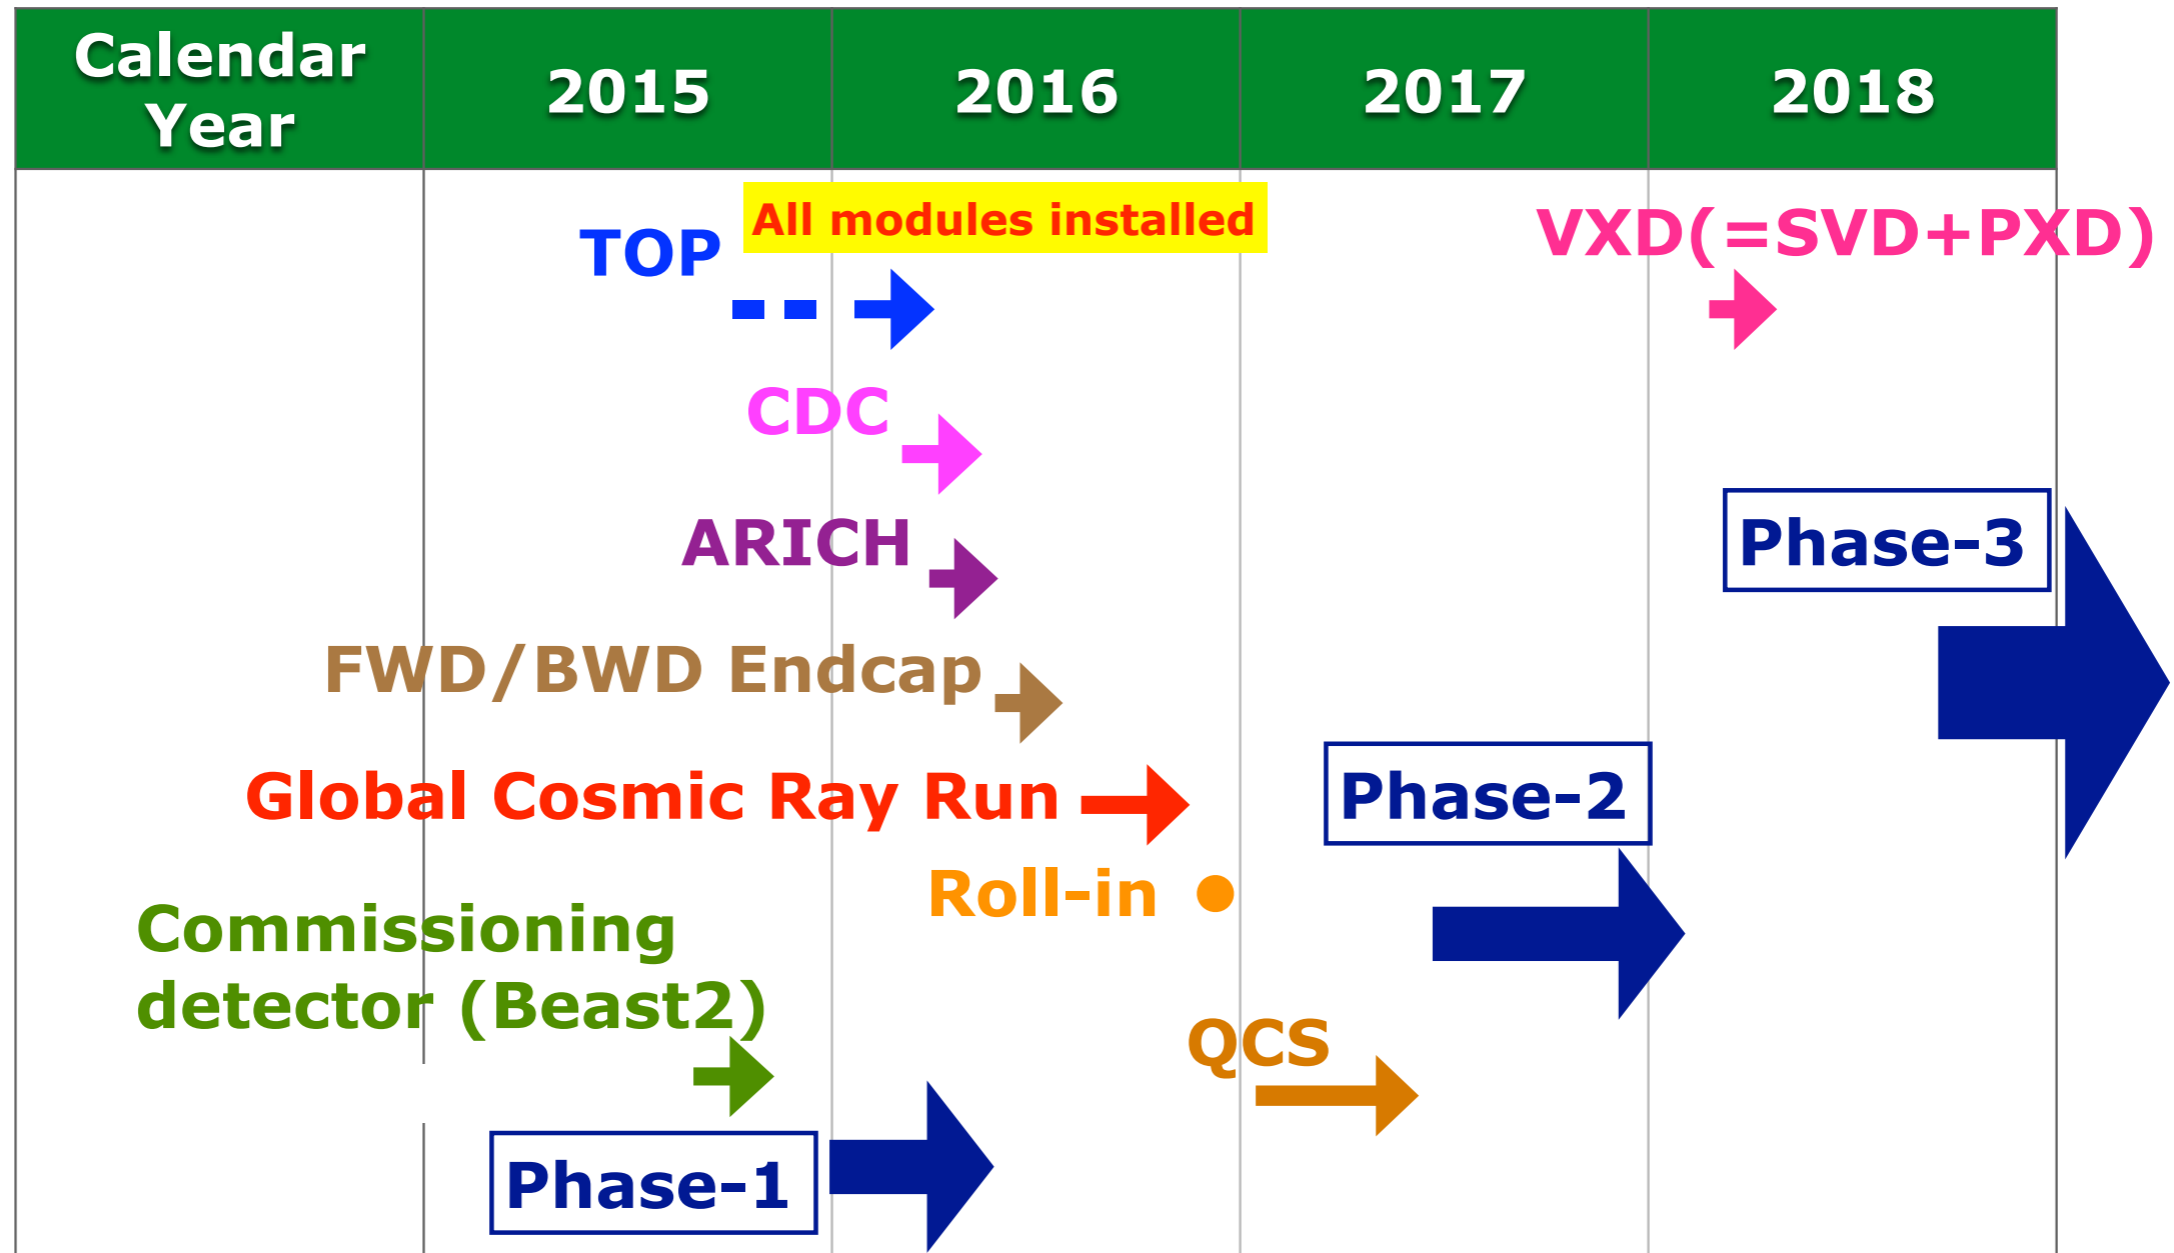 Calendar
Year
2015
2016
2017
2018
All modules installed
TOP
VXD(=SVD+PXD)
CDC
ARICH
Phase-3
FWD/BWD Endcap
Global Cosmic Ray Run
Phase-2
Roll-in
Commissioning
detector (Beast2)
QCS
Phase-1